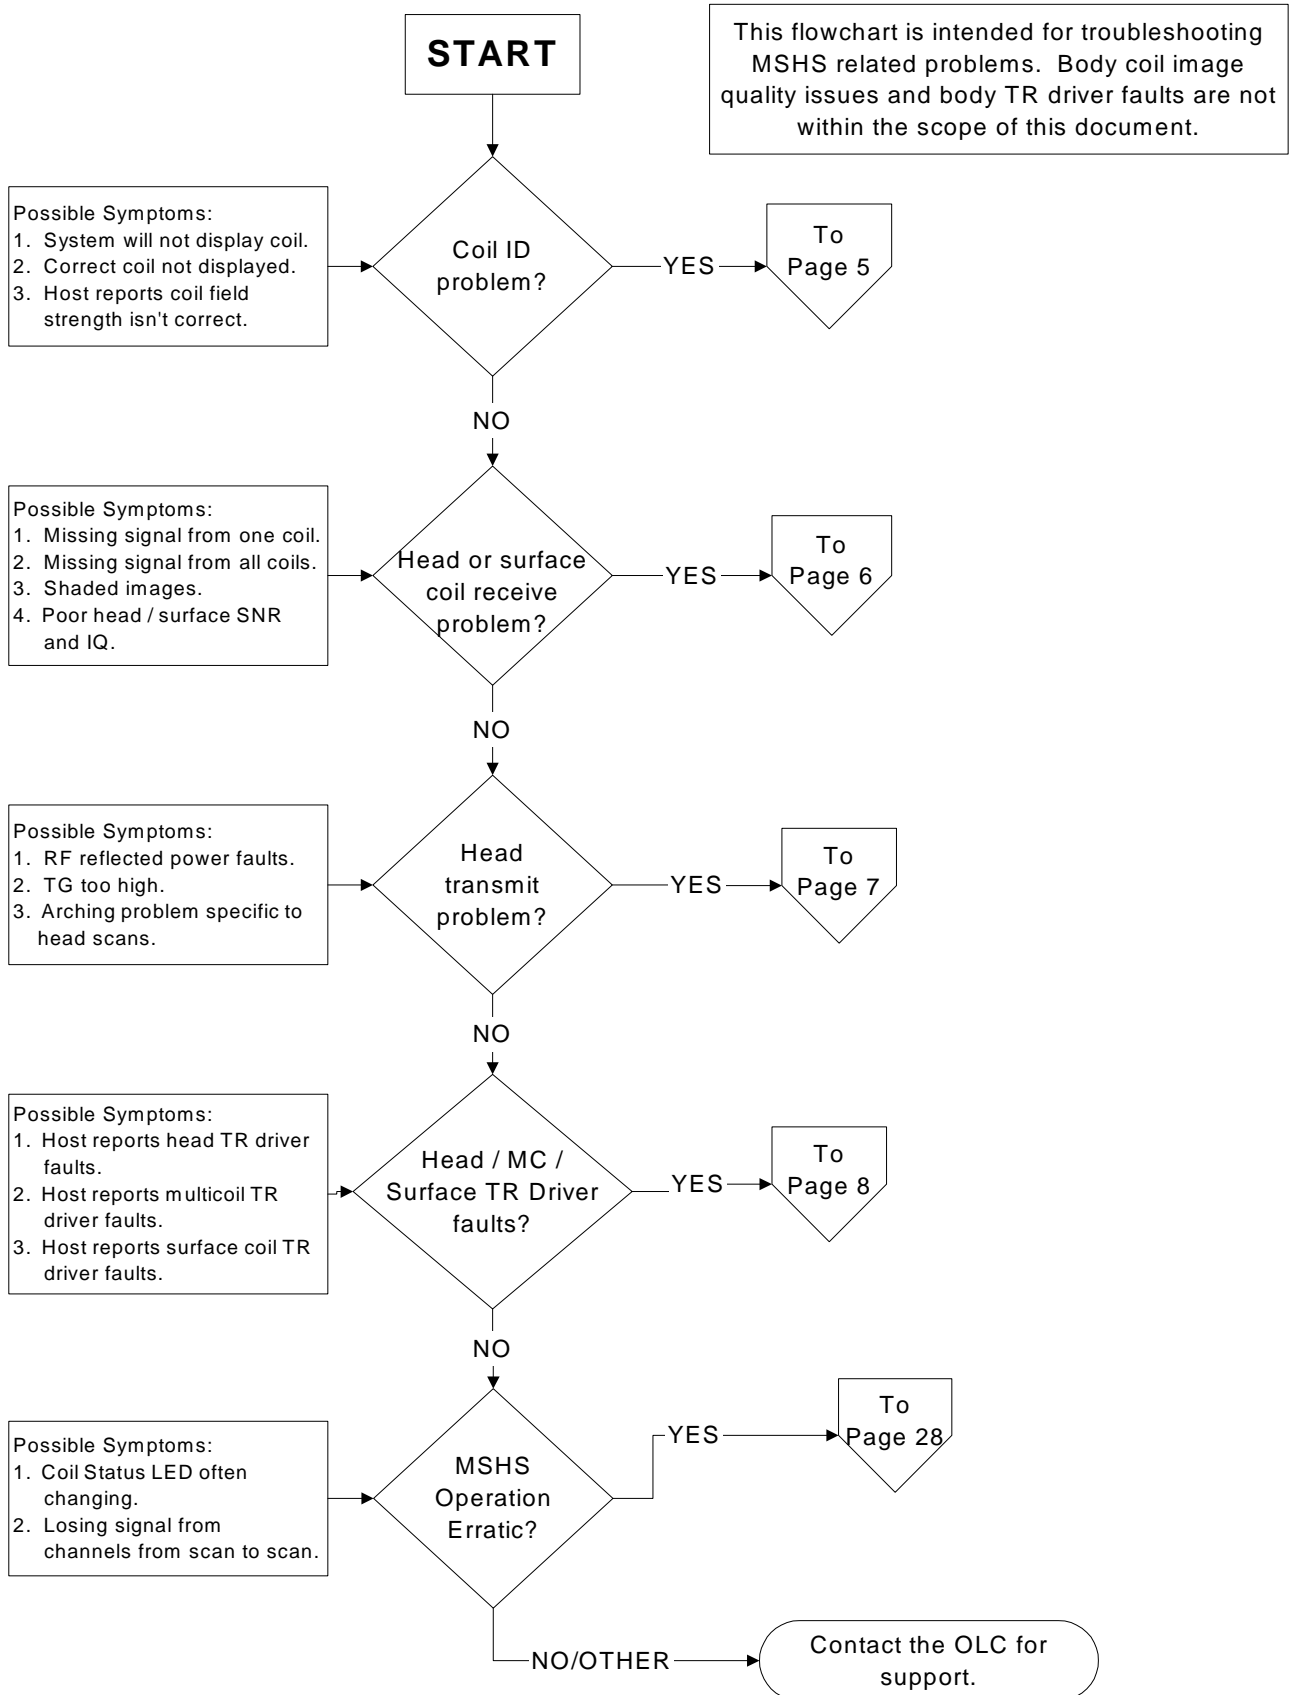 START
This flowchart is intended for troubleshooting
MSHS related problems. Body coil image
quality issues and body TR driver faults are not
within the scope of this document.
Possible Symptoms:
1. System will not display coil.
2. Correct coil not displayed.
3. Host reports coil field
strength isn't correct.
Coil ID
problem?
YES
To
Page 5
NO
Possible Symptoms:
1. Missing signal from one coil.
2. Missing signal from all coils.
3. Shaded images.
4. Poor head / surface SNR
and IQ.
Head or surface
coil receive
problem?
YES
To
Page 6
NO
Possible Symptoms:
1. RF reflected power faults.
2. TG too high.
3. Arching problem specific to
head scans.
Head
transmit
problem?
YES
To
Page 7
NO
Possible Symptoms:
1. Host reports head TR driver
faults.
2. Host reports multicoil TR
driver faults.
3. Host reports surface coil TR
driver faults.
Head / MC /
Surface TR Driver
faults?
YES
To
Page 8
NO
Possible Symptoms:
1. Coil Status LED often
changing.
2. Losing signal from
channels from scan to scan.
MSHS
Operation
Erratic?
YES
To
Page 28
NO/OTHER
Contact the OLC for
support.